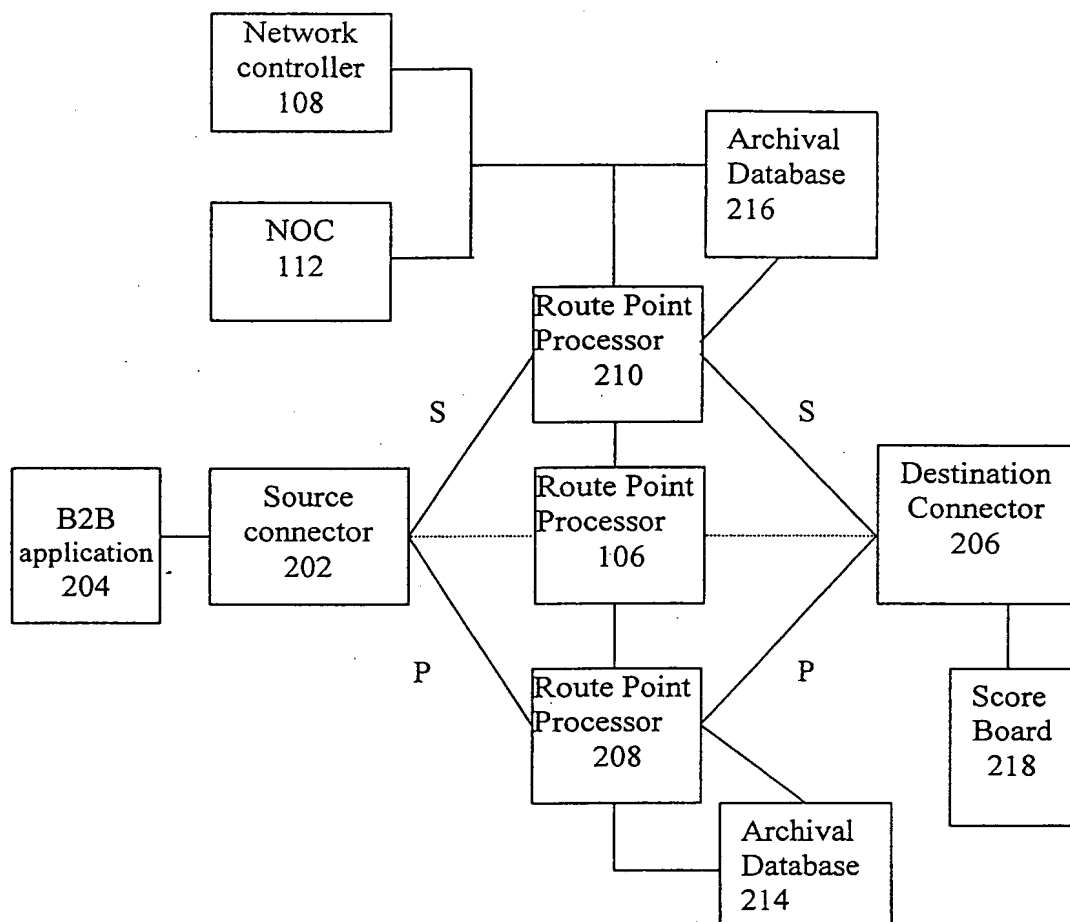 Network
controller
108
Archival
Database
216
NOC
112
Route Point
Processor
210
S
S
B2B
application
204
Source
connector
202
Route Point
Processor
106
Destination
Connector
206
P
P
Route Point
Processor
208
Score
Board
218
Archival
Database
214